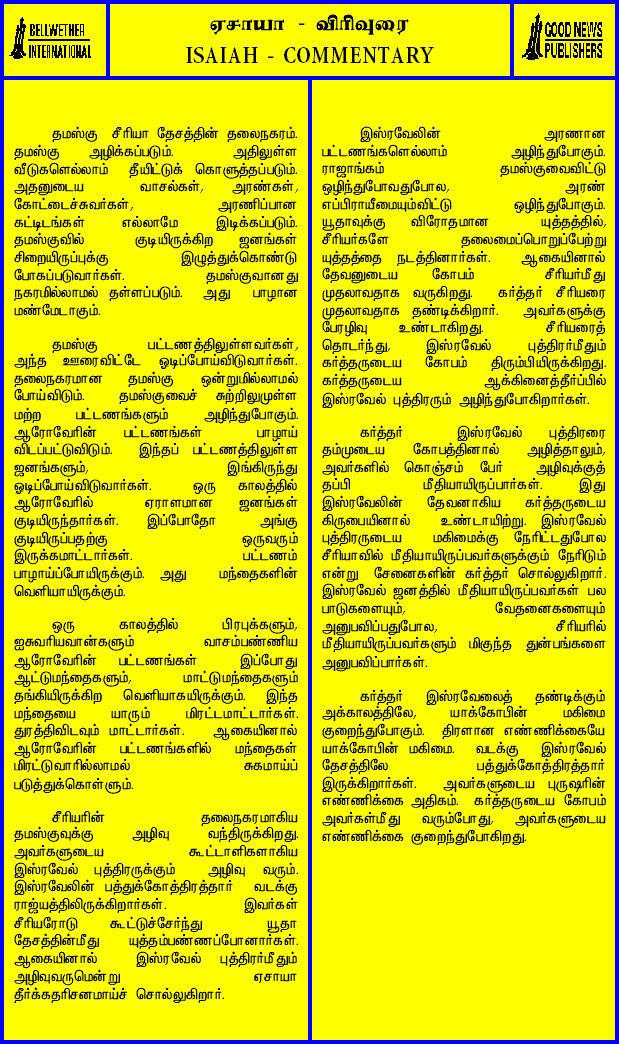 BELLWETHER
INTERNATIONAL
ஏசாயா - விரிவுரை
ISAIAH - COMMENTARY
GOOD NEWS
PUBLISHERS
தமஸ்கு சீரியா தேசத்தின் தலைநகரம்.
தமஸ்கு அழிக்கப்படும். அதிலுள்ள
வீடுகளெல்லாம் தீயிட்டுக் கொளுத்தப்படும்.
அதனுடைய வாசல்கள், அரண்கள்,
கோட்டைச்சுவர்கள், அரணிப்பான
கட்டிடங்கள் எல்லாமே இடிக்கப்படும்.
தமஸ்குவில் குடியிருக்கிற ஜனங்கள்
சிறையிருப்புக்கு இழுத்துக்கொண்டு
போகப்படுவார்கள். தமஸ்குவானது
நகரமில்லாமல் தள்ளப்படும். அது பாழான
மண்மேடாகும்.
தமஸ்கு பட்டணத்திலுள்ளவர்கள்,
அந்த ஊரைவிட்டே ஓடிப்போய்விடுவார்கள்.
தலைநகரமான தமஸ்கு ஒன்றுமில்லாமல்
போய்விடும். தமஸ்குவைச் சுற்றிலுமுள்ள
மற்ற பட்டணங்களும் அழிந்துபோகும்.
ஆரோவேரின் பட்டணங்கள் பாழாய்
விடப்பட்டுவிடும். இந்தப் பட்டணத்திலுள்ள
ஜனங்களும், இங்கிருந்து
ஓடிப்போய்விடுவார்கள். ஒரு காலத்தில்
ஆரோவேரில் ஏராளமான ஜனங்கள்
குடியிருந்தார்கள். இப்போதோ அங்கு
குடியிருப்பதற்கு ஒருவரும்
இருக்கமாட்டார்கள். பட்டணம்
பாழாய்ப்போயிருக்கும். அது மந்தைகளின்
வெளியாயிருக்கும்.
ஒரு காலத்தில் பிரபுக்களும்,
ஐசுவரியவான்களும் வாசம்பண்ணிய
ஆரோவேரின் பட்டணங்கள் இப்போது
ஆட்டுமந்தைகளும், மாட்டுமந்தைகளும்
தங்கியிருக்கிற வெளியாகயிருக்கும். இந்த
மந்தையை யாரும் மிரட்டமாட்டார்கள்.
துரத்திவிடவும் மாட்டார்கள். ஆகையினால்
ஆரோவேரின் பட்டணங்களில் மந்தைகள்
மிரட்டுவாரில்லாமல் சுகமாய்ப்
படுத்துக்கொள்ளும்.
சீரியரின் தலைநகரமாகிய
தமஸ்குவுக்கு அழிவு வந்திருக்கிறது.
அவர்களுடைய கூட்டாளிகளாகிய
இஸ்ரவேல் புத்திரருக்கும் அழிவு வரும்.
இஸ்ரவேலின் பத்துக்கோத்திரத்தார் வடக்கு
ராஜ்யத்திலிருக்கிறார்கள். இவர்கள்
சீரியரோடு கூட்டுச்சேர்ந்து யூதா
தேசத்தின்மீது யுத்தம்பண்ணப்போனார்கள்.
ஆகையினால் இஸ்ரவேல் புத்திரர்மீதும்
அழிவுவருமென்று ஏசாயா
தீர்க்கதரிசனமாய்ச் சொல்லுகிறார்.
இஸ்ரவேலின் அரணான
பட்டணங்களெல்லாம் அழிந்துபோகும்.
ராஜாங்கம் தமஸ்குவைவிட்டு
ஒழிந்துபோவதுபோல, அரண்
எப்பிராயீமையும்விட்டு ஒழிந்துபோகும்.
யூதாவுக்கு விரோதமான யுத்தத்தில்,
சீரியர்களே தலைமைப்பொறுப்பேற்று
யுத்தத்தை நடத்தினார்கள். ஆகையினால்
தேவனுடைய கோபம் சீரியர்மீது
முதலாவதாக வருகிறது. கர்த்தர் சீரியரை
முதலாவதாக தண்டிக்கிறார். அவர்களுக்கு
பேரழிவு உண்டாகிறது. சீரியரைத்
தொடர்ந்து, இஸ்ரவேல் புத்திரர்மீதும்
கர்த்தருடைய கோபம் திரும்பியிருக்கிறது.
கர்த்தருடைய ஆக்கினைத்தீர்ப்பில்
இஸ்ரவேல் புத்திரரும் அழிந்துபோகிறார்கள்.
கர்த்தர் இஸ்ரவேல் புத்திரரை
தம்முடைய கோபத்தினால் அழித்தாலும்,
அவர்களில் கொஞ்சம் பேர் அழிவுக்குத்
தப்பி மீதியாயிருப்பார்கள். இது
இஸ்ரவேலின் தேவனாகிய கர்த்தருடைய
கிருபையினால் உண்டாயிற்று. இஸ்ரவேல்
புத்திரருடைய மகிமைக்கு நேரிட்டதுபோல
சீரியாவில் மீதியாயிருப்பவர்களுக்கும் நேரிடும்
என்று சேனைகளின் கர்த்தர் சொல்லுகிறார்.
இஸ்ரவேல் ஜனத்தில் மீதியாயிருப்பவர்கள் பல
பாடுகளையும், வேதனைகளையும்
அனுபவிப்பதுபோல, சீரியரில்
மீதியாயிருப்பவர்களும் மிகுந்த துன்பங்களை
அனுபவிப்பார்கள்.
கர்த்தர் இஸ்ரவேலைத் தண்டிக்கும்
அக்காலத்திலே, யாக்கோபின் மகிமை
குறைந்துபோகும். திரளான எண்ணிக்கையே
யாக்கோபின் மகிமை. வடக்கு இஸ்ரவேல்
தேசத்திலே பத்துக்கோத்திரத்தார்
இருக்கிறார்கள். அவர்களுடைய புருஷரின்
எண்ணிக்கை அதிகம். கர்த்தருடைய கோபம்
அவர்கள்மீது வரும்போது, அவர்களுடைய
எண்ணிக்கை குறைந்துபோகிறது.